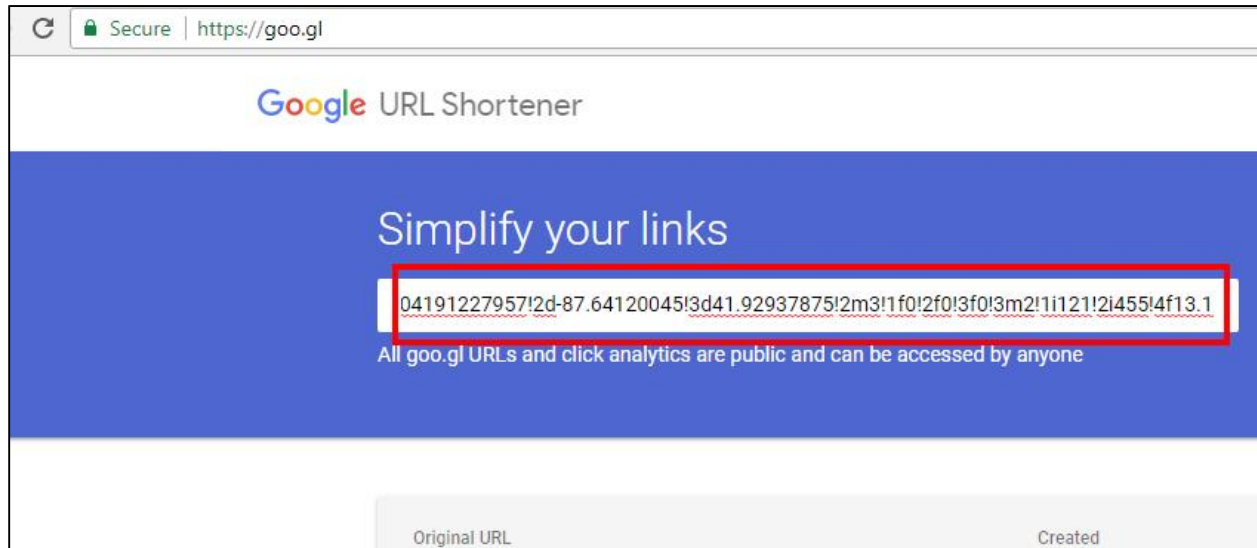 Secure | https://goo.gl
Google URL Shortener
Simplify your links
04191227957!2d-87.64120045!3d41.92937875!2m3!1f0!2f0!3f0!3m2!1i121!2i455!4f13.1
All goo.gl URLs and click analytics are public and can be accessed by anyone
Original URL Created